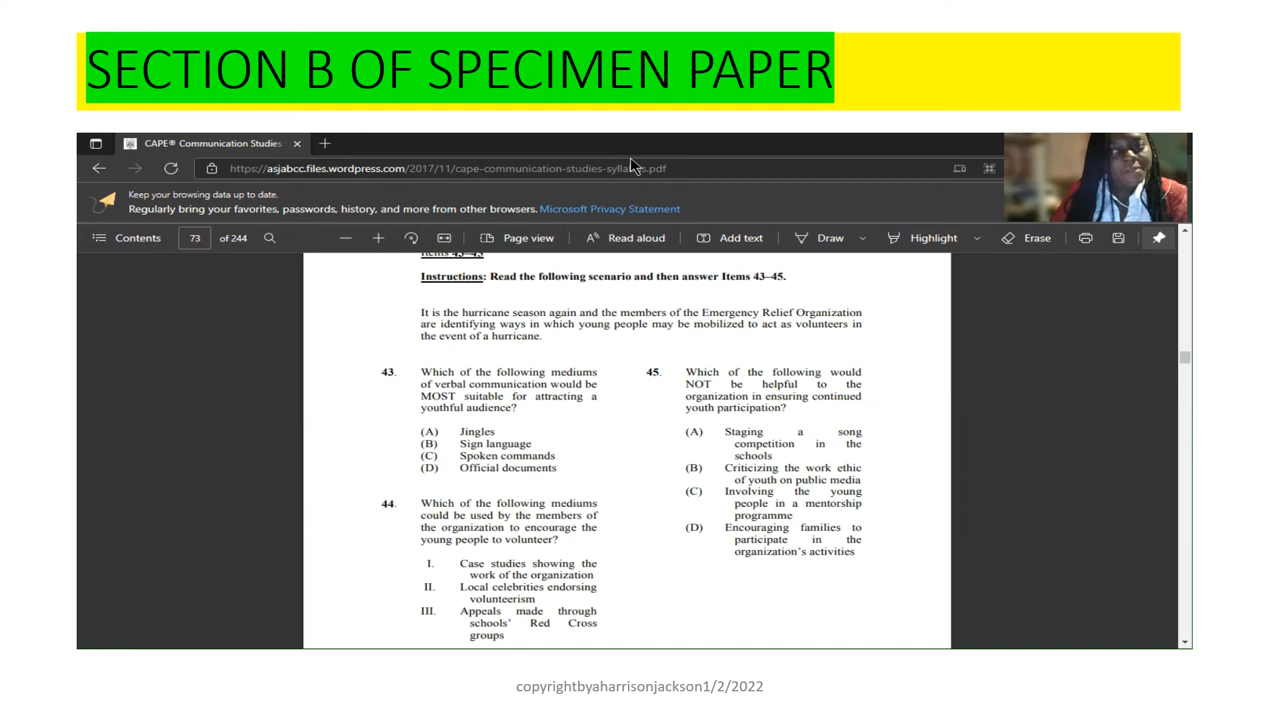 SECTION B OF SPECIMEN PAPER
CAPE® Communication Studies
https://asjabcc.files.wordpress.com/2017/11/cape-communication-studies-syllabus.pdf
Keep your browsing data up to date.
Regularly bring your favorites, passwords, history, and more from other browsers. Microsoft Privacy Statement
Contents 73 of 244 Page view Read aloud Add text Draw Highlight Erase
Items 43–45
Instructions: Read the following scenario and then answer Items 43–45.
It is the hurricane season again and the members of the Emergency Relief Organization
are identifying ways in which young people may be mobilized to act as volunteers in
the event of a hurricane.
43. Which of the following mediums
of verbal communication would be
MOST suitable for attracting a
youthful audience?
(A) Jingles
(B) Sign language
(C) Spoken commands
(D) Official documents
44. Which of the following mediums
could be used by the members of
the organization to encourage the
young people to volunteer?
I. Case studies showing the
work of the organization
II. Local celebrities endorsing
volunteerism
III. Appeals made through
schools' Red Cross
groups
45. Which of the following would
NOT be helpful to the
organization in ensuring continued
youth participation?
(A) Staging a song
competition in the
schools
(B) Criticizing the work ethic
of youth on public media
(C) Involving the young
people in a mentorship
programme
(D) Encouraging families to
participate in the
organization's activities
copyrightbyaharrisonjackson1/2/2022